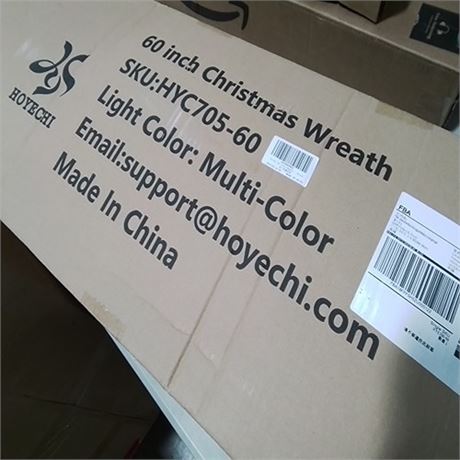 HOYECHI
60 inch Christmas Wreath
SKU:HYC705-60
Light Color: Multi-Color
Email:support@hoyechi.com
Made In China
FBA